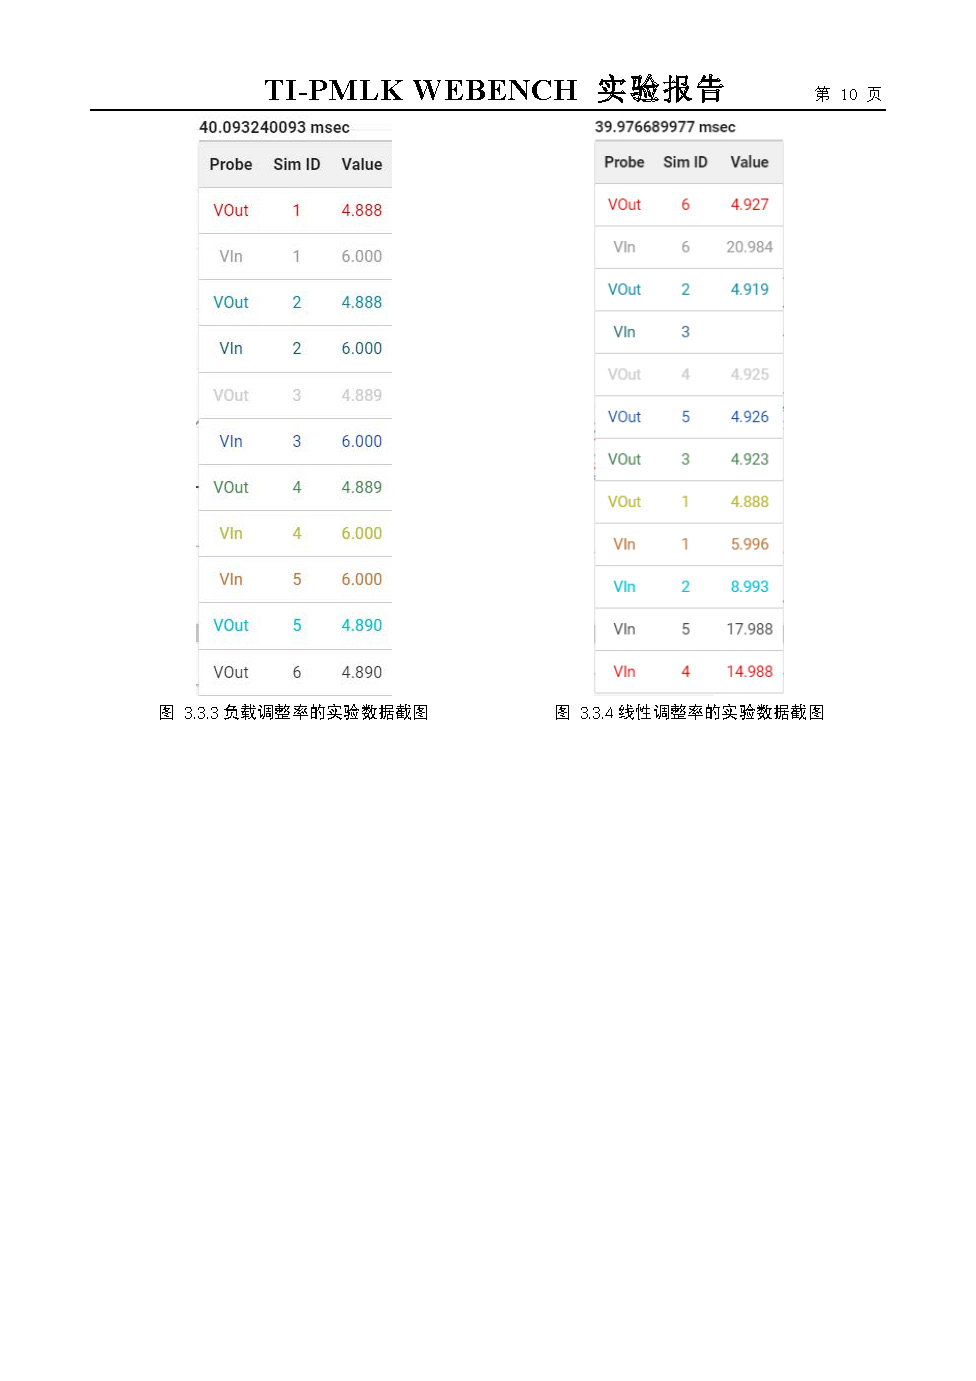 TI-PMLK WEBENCH 实验报告 第 10 页
40.093240093 msec
Probe Sim ID Value
VOut 1 4.888
VIn 1 6.000
VOut 2 4.888
VIn 2 6.000
VOut 3 4.889
VIn 3 6.000
VOut 4 4.889
VIn 4 6.000
VIn 5 6.000
VOut 5 4.890
VOut 6 4.890
图 3.3.3 负载调整率的实验数据截图
39.976689977 msec
Probe Sim ID Value
VOut 6 4.927
VIn 6 20.984
VOut 2 4.919
VIn 3
VOut 4 4.925
VOut 5 4.926
VOut 3 4.923
VOut 1 4.888
VIn 1 5.996
VIn 2 8.993
VIn 5 17.988
VIn 4 14.988
图 3.3.4 线性调整率的实验数据截图